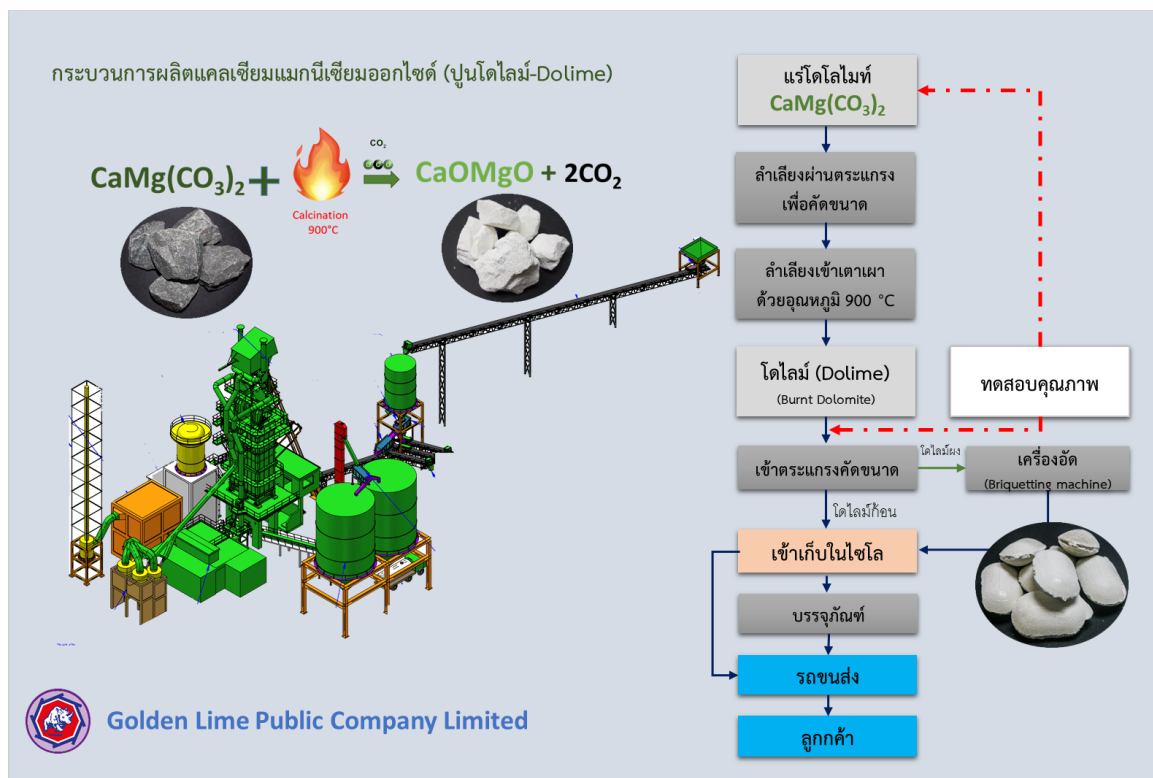 กระบวนการผลิตแคลเซียมแมกนีเซียมออกไซด์ (ปูนโดไลม์-Dolime)
CaMg(CO₃)₂ +
Calcination
900°C
CO₂
CaOMgO + 2CO₂
แร่โดโลไมท์
CaMg(CO₃)₂
ลำเลียงผ่านตระแกรง
เพื่อคัดขนาด
ลำเลียงเข้าเตาเผา
ด้วยอุณหภูมิ 900 °C
โดไลม์ (Dolime)
(Burnt Dolomite)
ทดสอบคุณภาพ
เข้าตระแกรงคัดขนาด
โดไลม์ผง
เครื่องอัด
(Briquetting machine)
โดไลม์ก้อน
เข้าเก็บในไซโล
บรรจุภัณฑ์
รถขนส่ง
ลูกกค้า
Golden Lime Public Company Limited